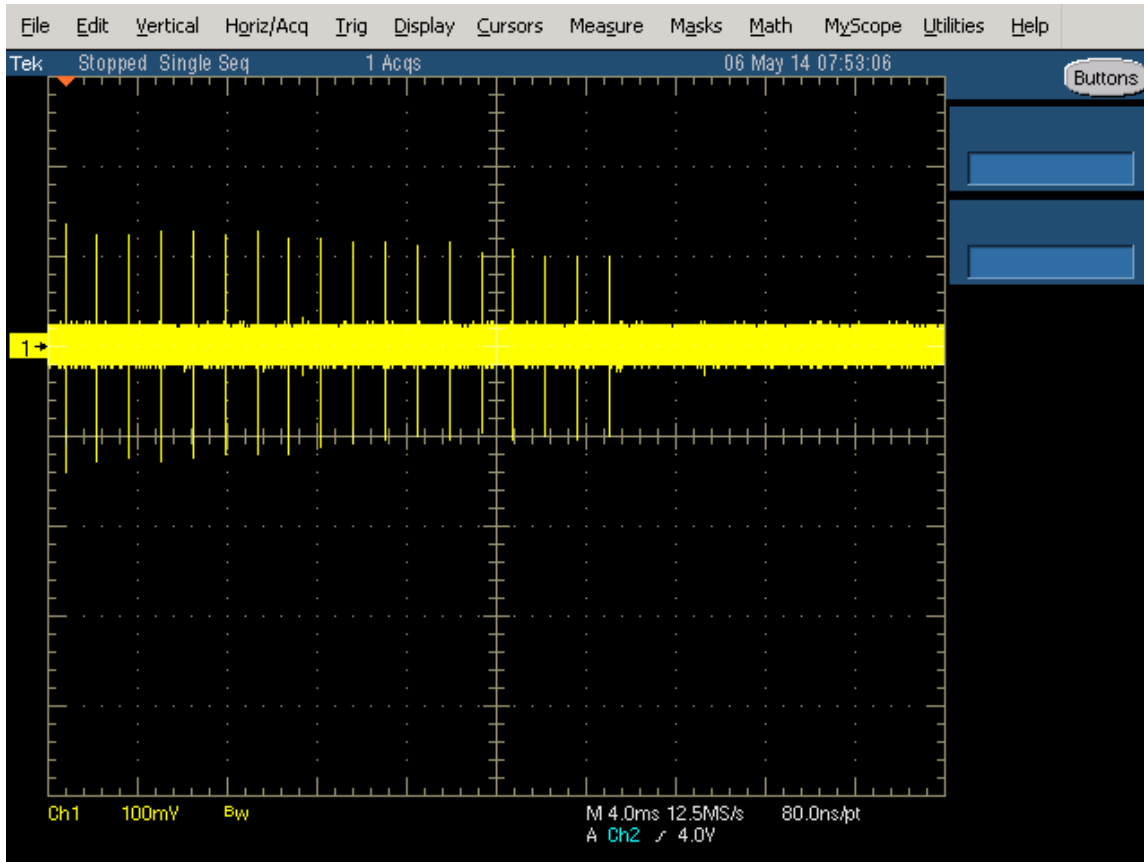 File Edit Vertical Horiz/Acq Trig Display Cursors Measure Masks Math MyScope Utilities Help
Tek Stopped Single Seq 1 Acqs 06 May 14 07:53:06 Buttons
1
Ch1 100mV BW M 4.0ms 12.5MS/s 80.0ns/pt
A Ch2 / 4.0V